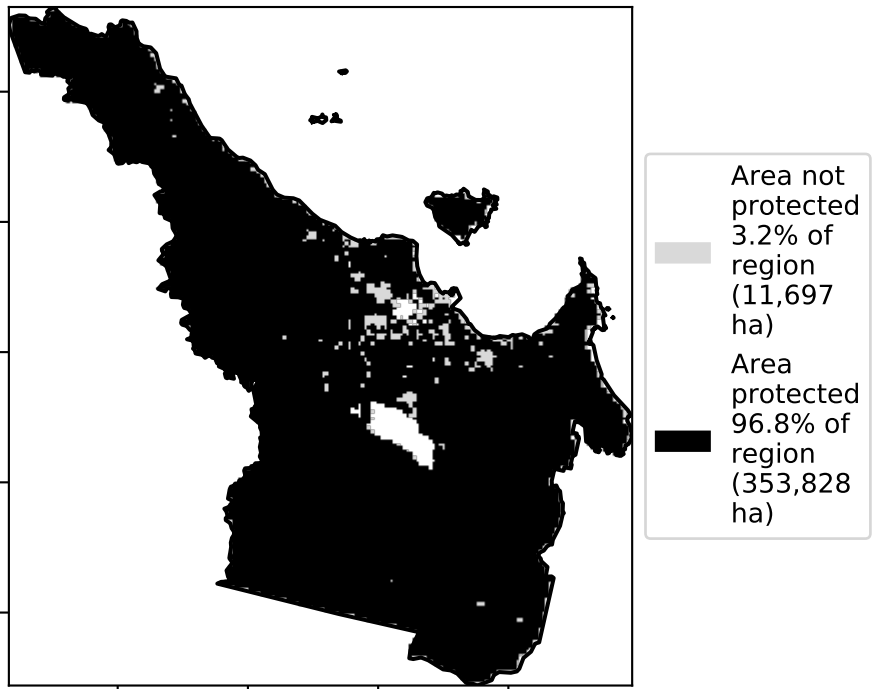 Area not
protected
3.2% of
region
(11,697
ha)
Area
protected
96.8% of
region
(353,828
ha)